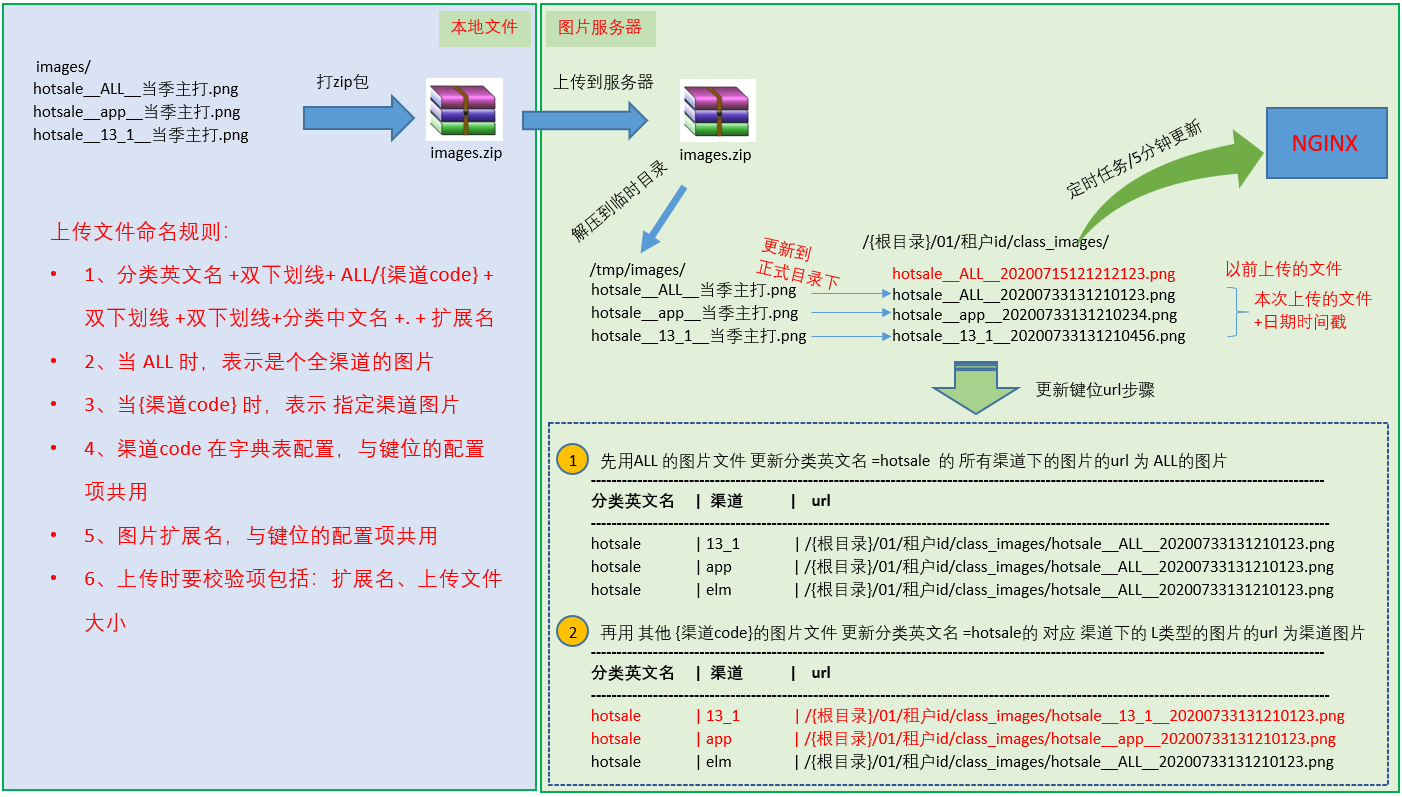 本地文件
images/
hotsale__ALL__当季主打.png
hotsale__app__当季主打.png
hotsale__13_1__当季主打.png
打zip包
images.zip
上传文件命名规则:
• 1、分类英文名 +双下划线+ ALL/{渠道code} +
双下划线 +双下划线+分类中文名 +. + 扩展名
• 2、当 ALL 时，表示是个全渠道的图片
• 3、当{渠道code} 时，表示 指定渠道图片
• 4、渠道code 在字典表配置，与键位的配置
项共用
• 5、图片扩展名，与键位的配置项共用
• 6、上传时要校验项包括：扩展名、上传文件
大小
图片服务器
上传到服务器
images.zip
解压到临时目录
/tmp/images/
hotsale__ALL__当季主打.png
hotsale__app__当季主打.png
hotsale__13_1__当季主打.png
更新到
正式目录下
定时任务/5分钟更新
NGINX
/{根目录}/01/租户id/class_images/
hotsale__ALL__20200715121212123.png
hotsale__ALL__20200733131210123.png
hotsale__app__20200733131210234.png
hotsale__13_1__20200733131210456.png
以前上传的文件
本次上传的文件
+日期时间戳
更新键位url步骤
1 先用ALL 的图片文件 更新分类英文名 =hotsale 的 所有渠道下的图片的url 为 ALL的图片
分类英文名 | 渠道 | url
hotsale | 13_1 | /{根目录}/01/租户id/class_images/hotsale__ALL__20200733131210123.png
hotsale | app | /{根目录}/01/租户id/class_images/hotsale__ALL__20200733131210123.png
hotsale | elm | /{根目录}/01/租户id/class_images/hotsale__ALL__20200733131210123.png
2 再用 其他 {渠道code}的图片文件 更新分类英文名 =hotsale的 对应 渠道下的 L类型的图片的url 为渠道图片
分类英文名 | 渠道 | url
hotsale | 13_1 | /{根目录}/01/租户id/class_images/hotsale__13_1__20200733131210123.png
hotsale | app | /{根目录}/01/租户id/class_images/hotsale__app__20200733131210123.png
hotsale | elm | /{根目录}/01/租户id/class_images/hotsale__ALL__20200733131210123.png